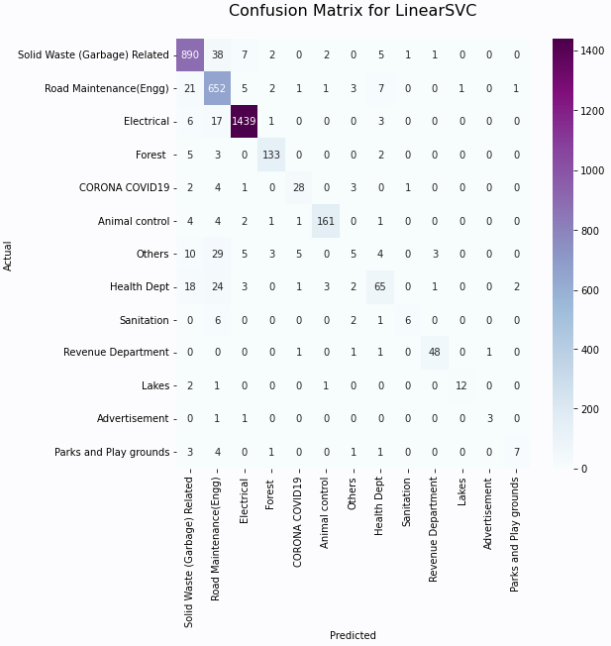 Confusion Matrix for LinearSVC
Solid Waste (Garbage) Related 890 38 7 2 0 2 0 5 1 1 0 0 0
Road Maintenance(Engg) 21 652 5 2 1 1 3 7 0 0 1 0 1
Electrical 6 17 1439 1 0 0 0 3 0 0 0 0 0
Forest 5 3 0 133 0 0 0 2 0 0 0 0 0
CORONA COVID19 2 4 1 0 28 0 3 0 1 0 0 0 0
Animal control 4 4 2 1 1 161 0 1 0 0 0 0 0
Others 10 29 5 3 5 0 5 4 0 3 0 0 0
Health Dept 18 24 3 0 1 3 2 65 0 1 0 0 2
Sanitation 0 6 0 0 0 0 2 1 6 0 0 0 0
Revenue Department 0 0 0 0 1 0 1 1 0 48 0 1 0
Lakes 2 1 0 0 0 1 0 0 0 0 12 0 0
Advertisement 0 1 1 0 0 0 0 0 0 0 0 3 0
Parks and Play grounds 3 4 0 1 0 0 1 1 0 0 0 0 7
Actual
Solid Waste (Garbage) Related
Road Maintenance(Engg)
Electrical
Forest
CORONA COVID19
Animal control
Others
Health Dept
Sanitation
Revenue Department
Lakes
Advertisement
Parks and Play grounds
Predicted
1400
1200
1000
800
600
400
200
0